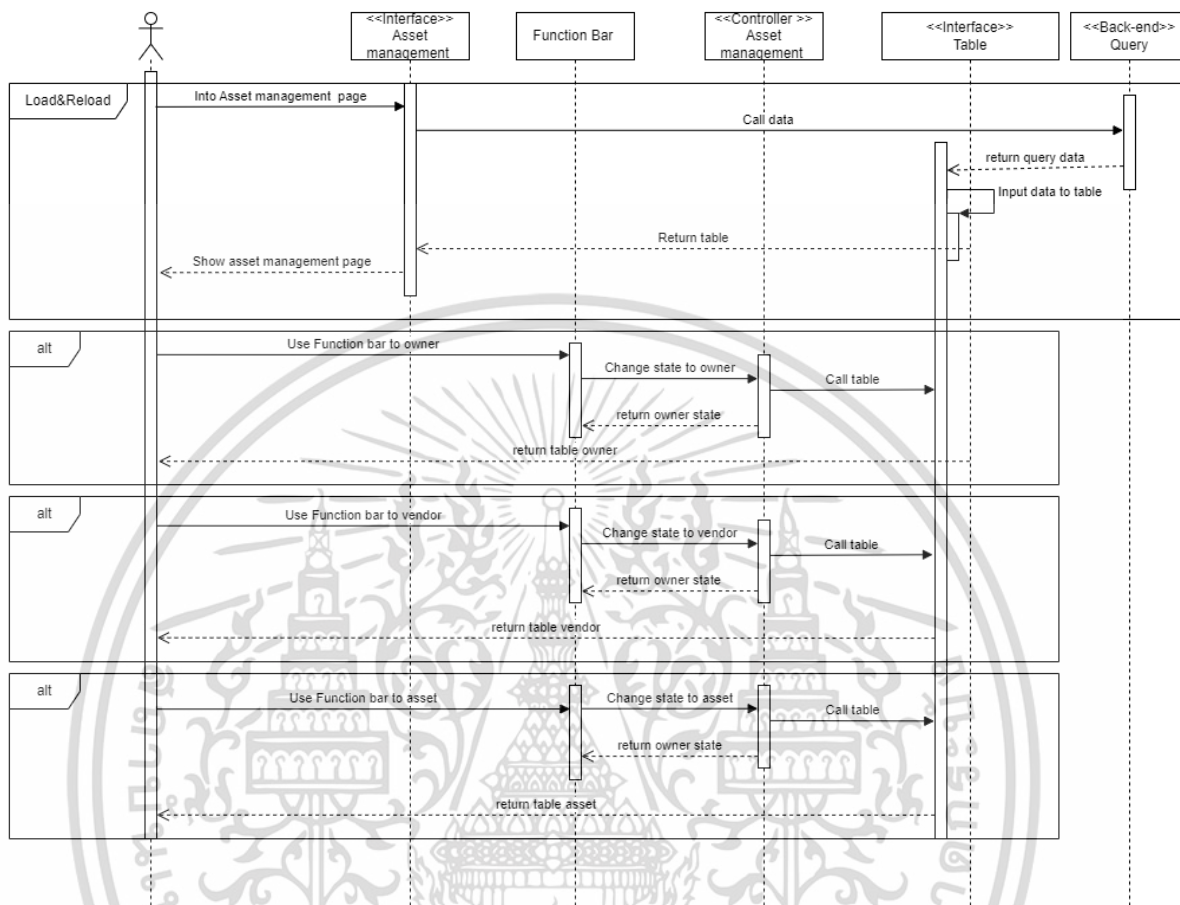 <<Interface>>
Asset
management
Function Bar
<<Controller >>
Asset
management
<<Interface>>
Table
<<Back-end>>
Query
Load&Reload
Into Asset management  page
Call data
return query data
Input data to table
Return table
Show asset management page
alt
Use Function bar to owner
Change state to owner
Call table
return owner state
return table owner
alt
Use Function bar to vendor
Change state to vendor
Call table
return owner state
return table vendor
alt
Use Function bar to asset
Change state to asset
Call table
return owner state
return table asset